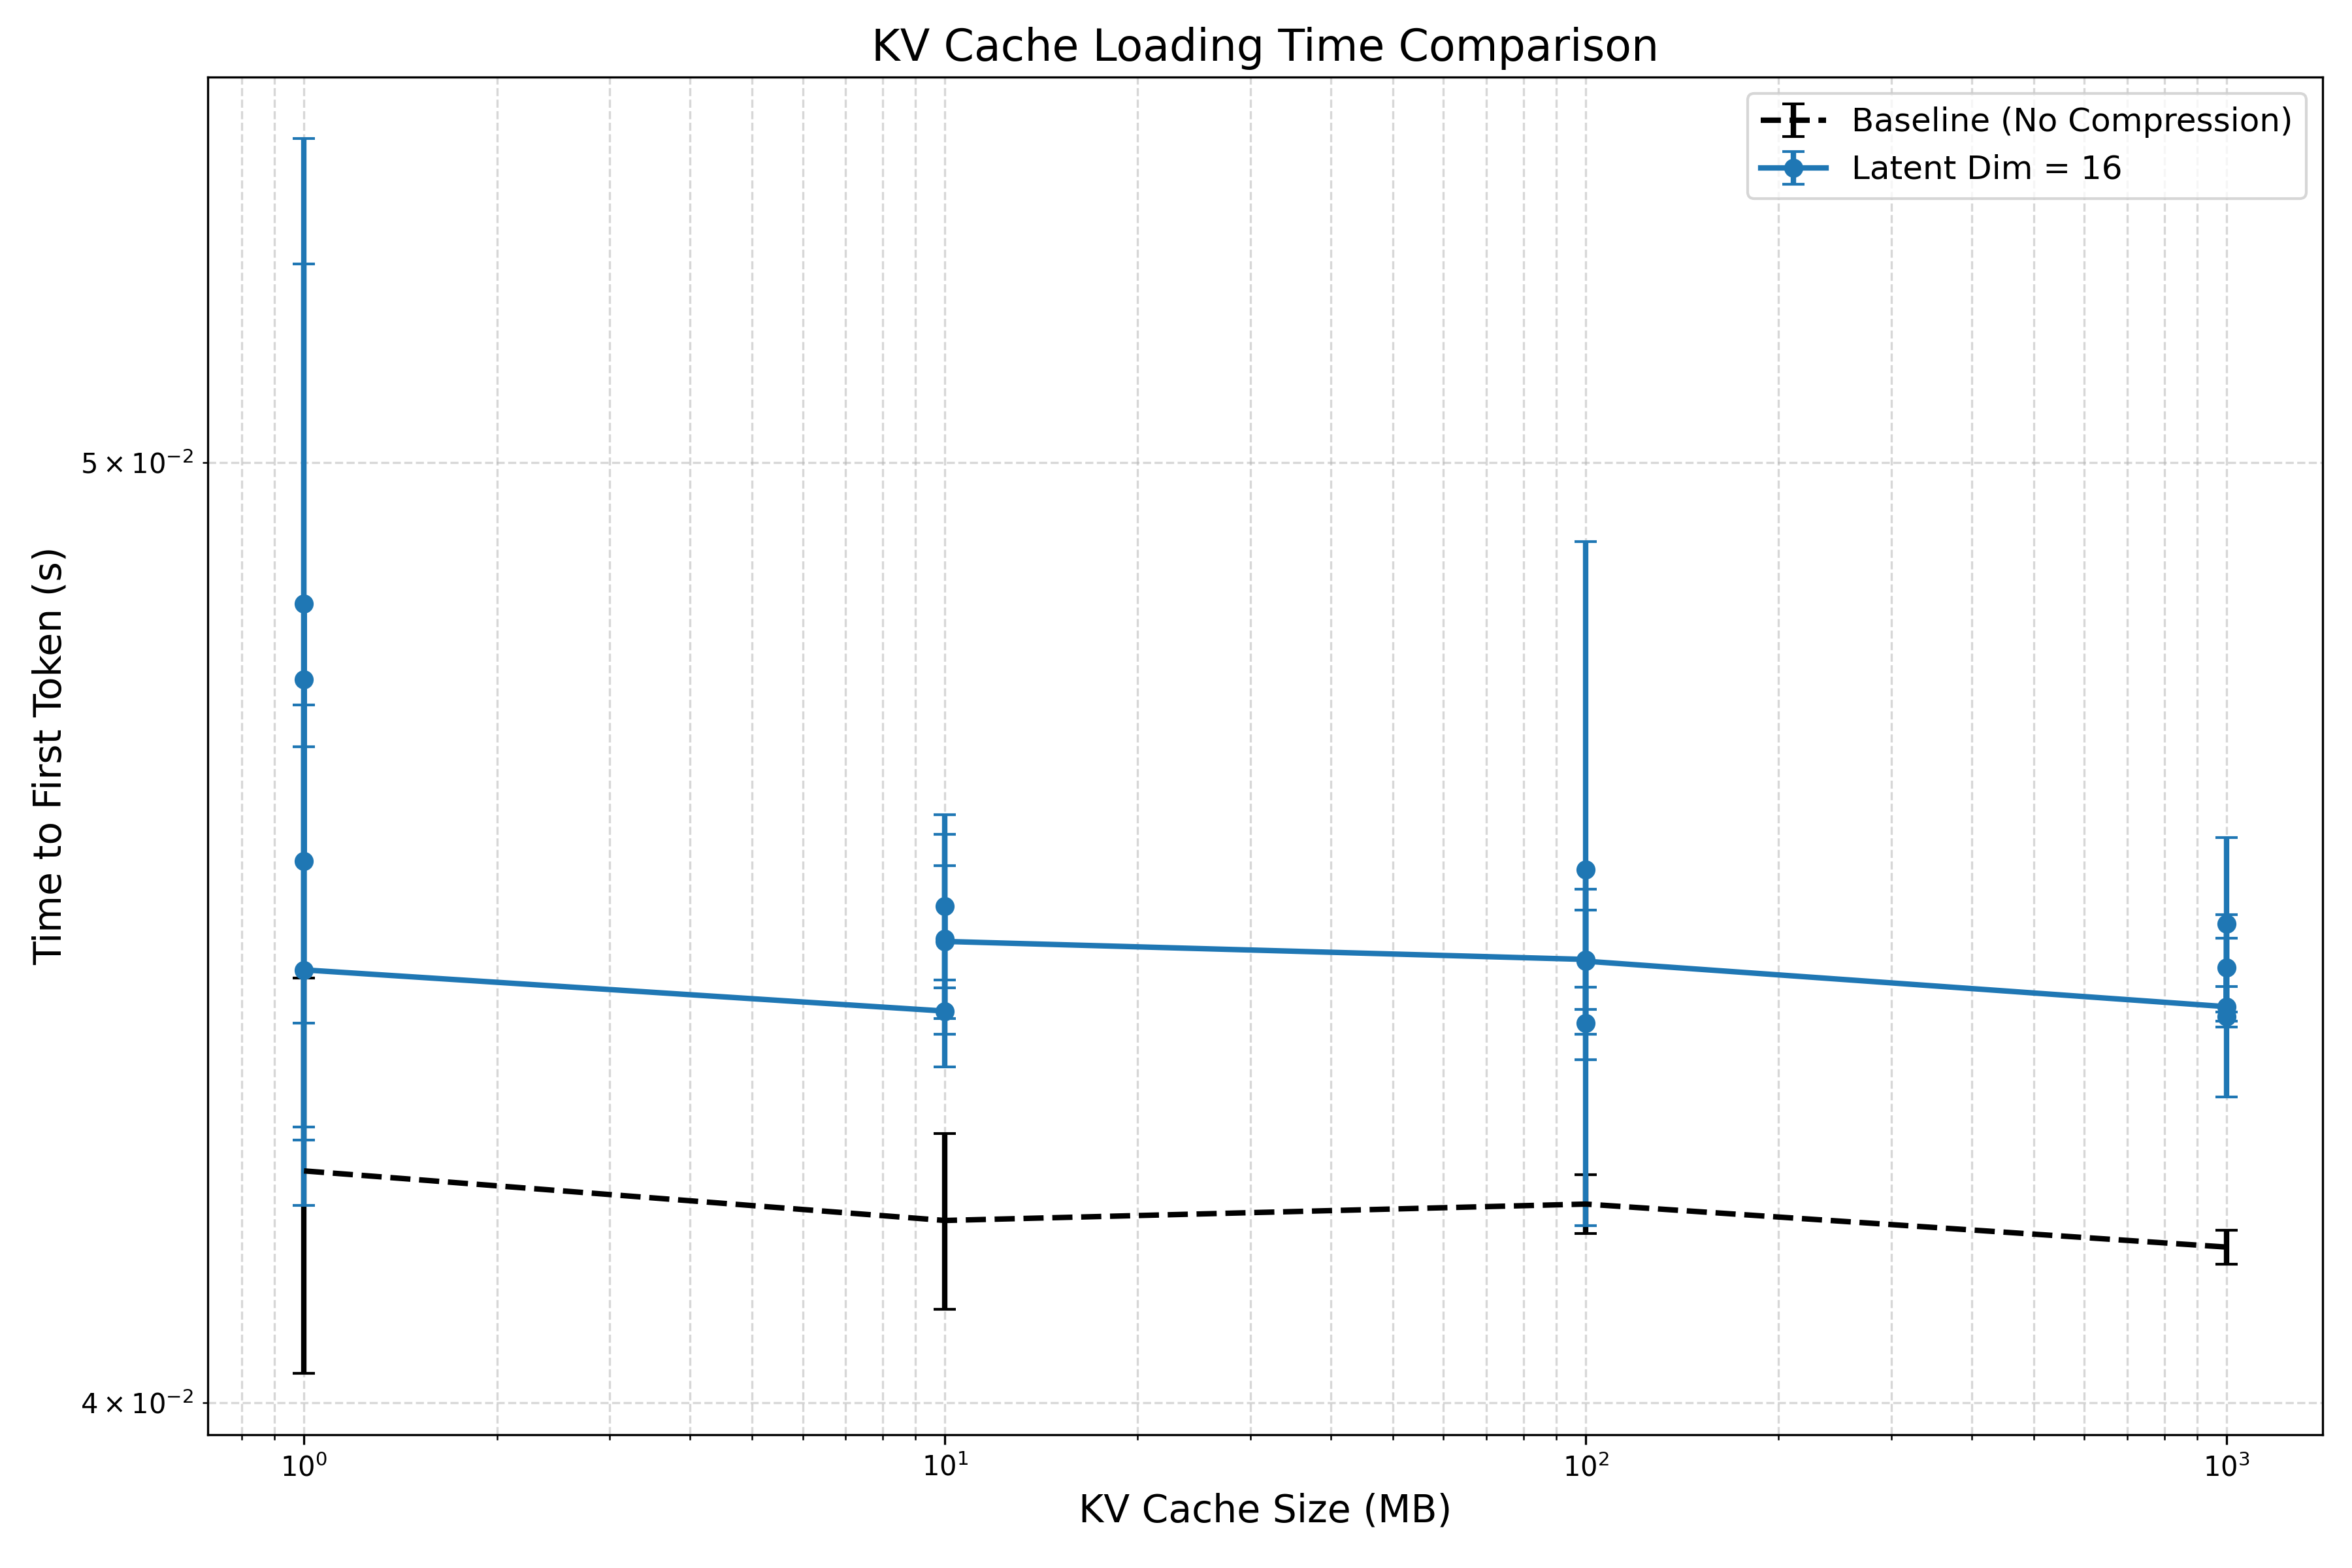 KV Cache Loading Time Comparison
Baseline (No Compression)
Latent Dim = 16
Time to First Token (s)
5 × 10⁻²
4 × 10⁻²
10⁰ 10¹ 10² 10³
KV Cache Size (MB)